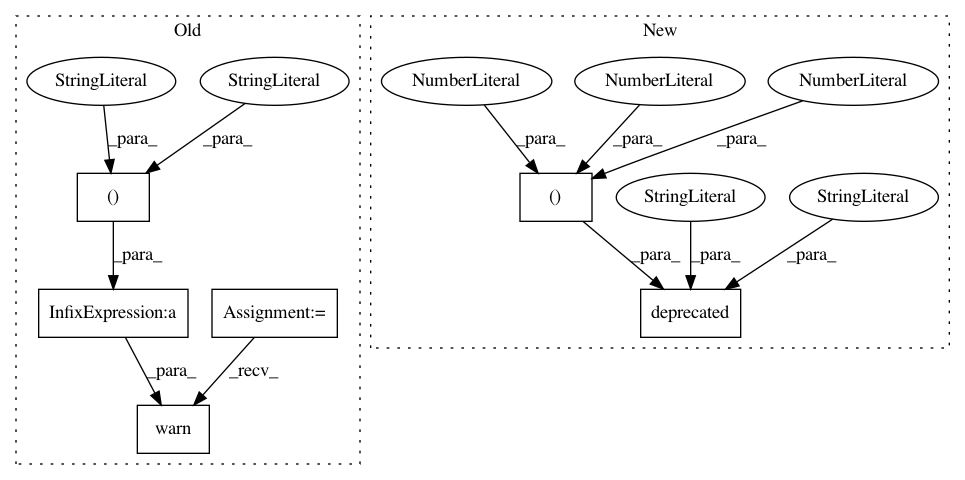 Old
New
StringLiteral
StringLiteral
NumberLiteral
NumberLiteral
NumberLiteral
_para_
_para_
_para_
_para_
_para_
()
()
StringLiteral
StringLiteral
_para_
_para_
_para_
_para_
InfixExpression:a
Assignment:=
deprecated
_para_
_recv_
warn